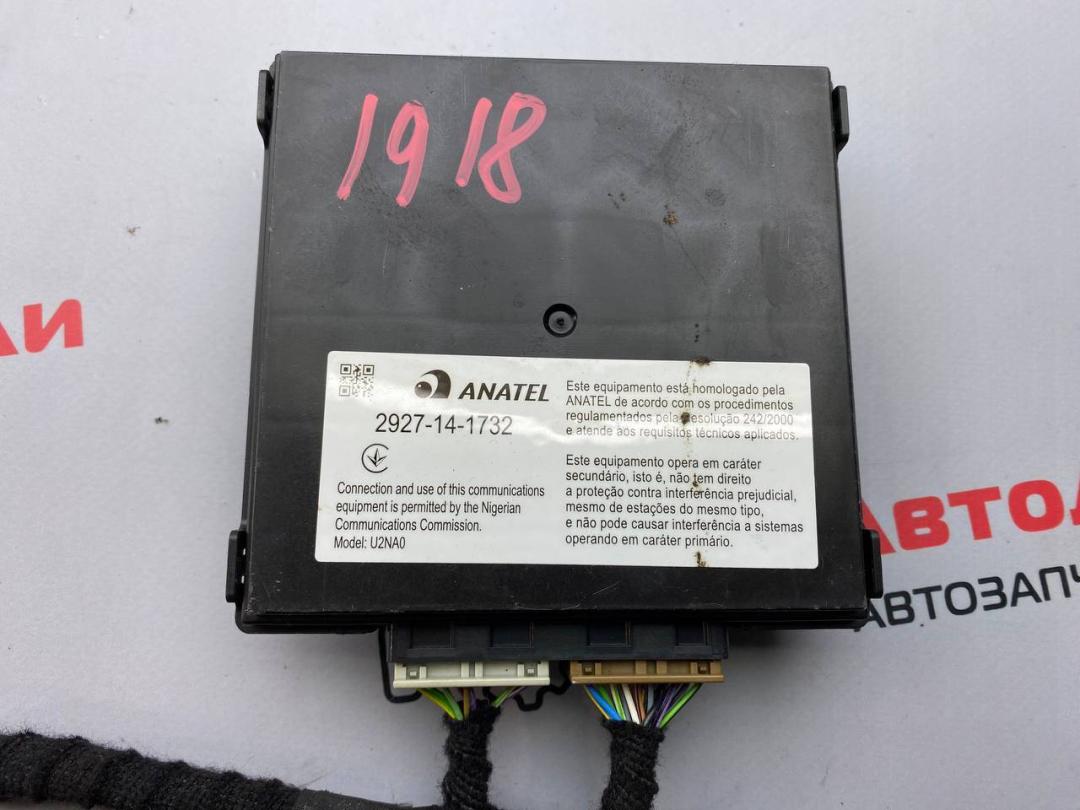 1918
ANATEL
2927-14-1732
Connection and use of this communications
equipment is permitted by the Nigerian
Communications Commission.
Model: U2NA0
Este equipamento está homologado pela
ANATEL de acordo com os procedimentos
regulamentados pela Resolução 242/2000
e atende aos requisitos técnicos aplicados.
Este equipamento opera em caráter
secundário, isto é, não tem direito
a proteção contra interferência prejudicial,
mesmo de estações do mesmo tipo,
e não pode causar interferência a sistemas
operando em caráter primário.
ли
АВТОЛ
АВТОЗАПЧ